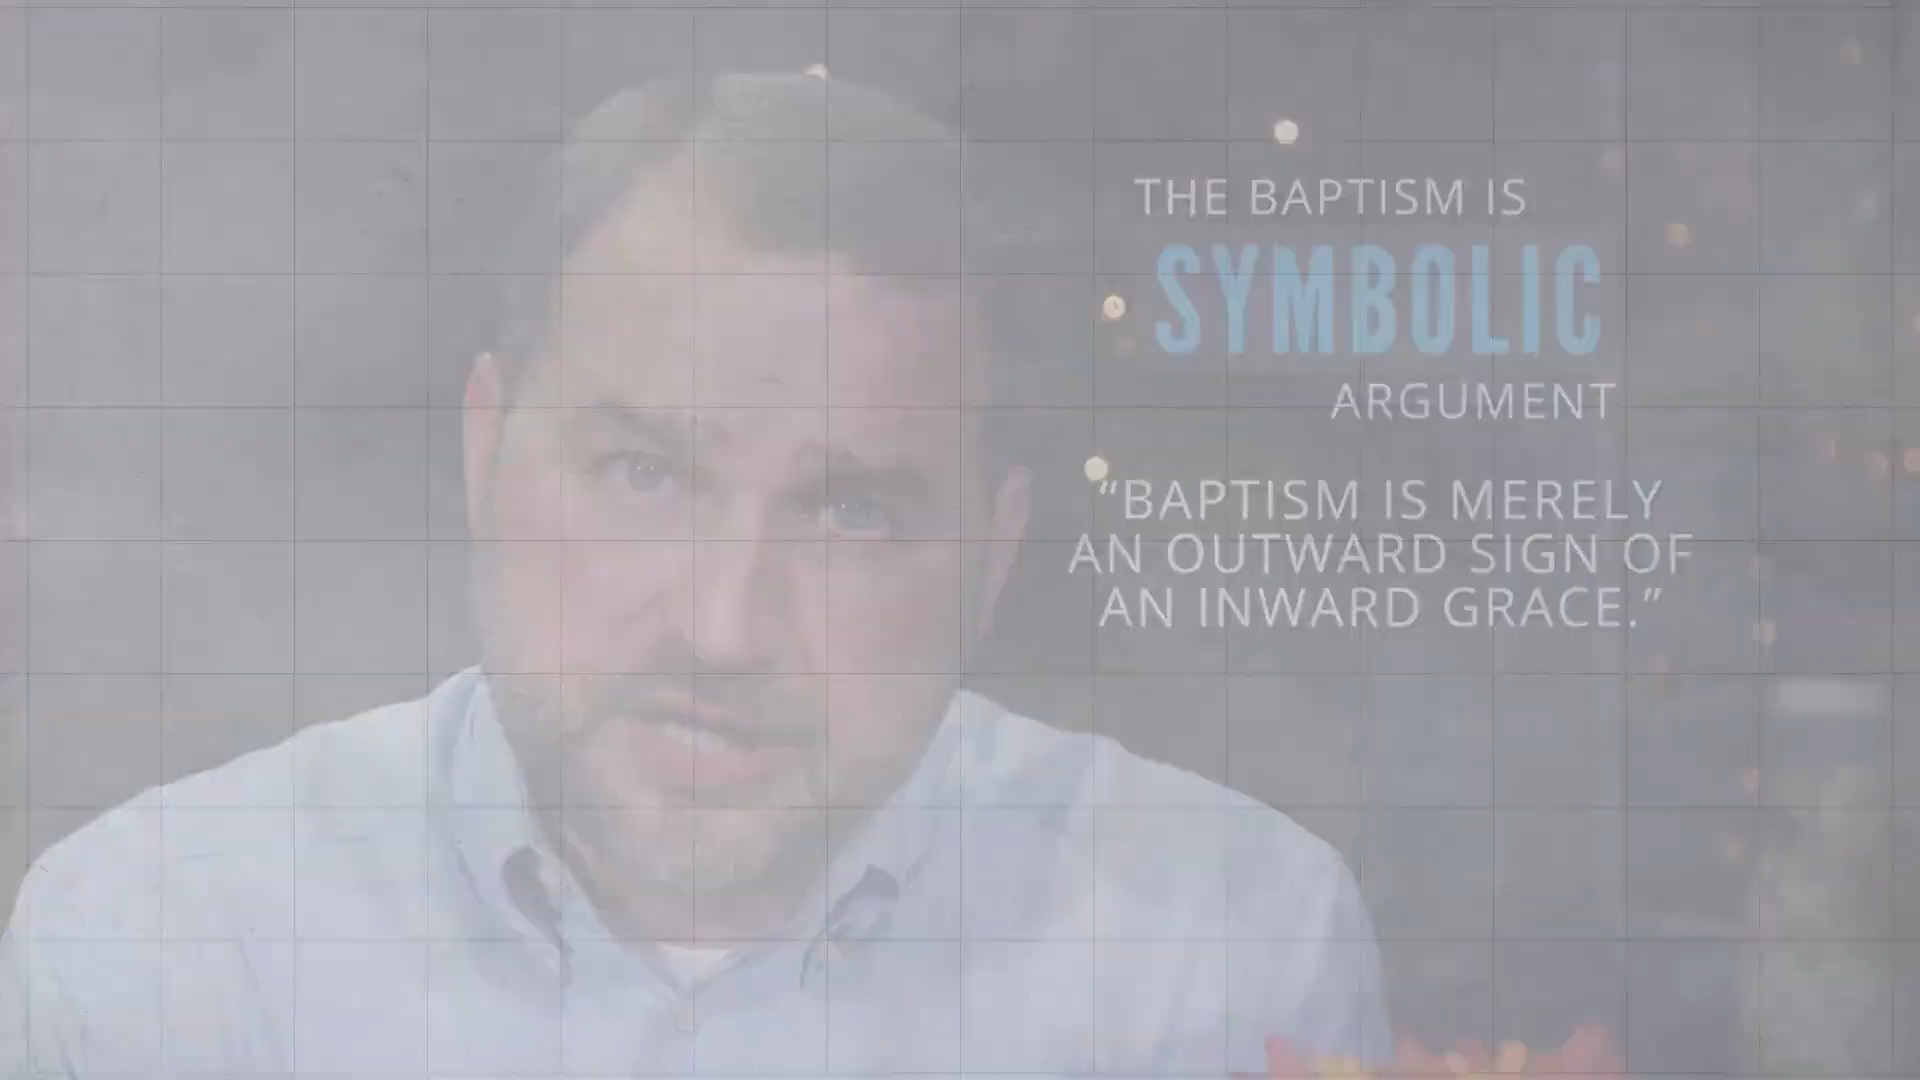 THE BAPTISM IS
SYMBOLIC
ARGUMENT
“BAPTISM IS MERELY
AN OUTWARD SIGN OF
AN INWARD GRACE.”